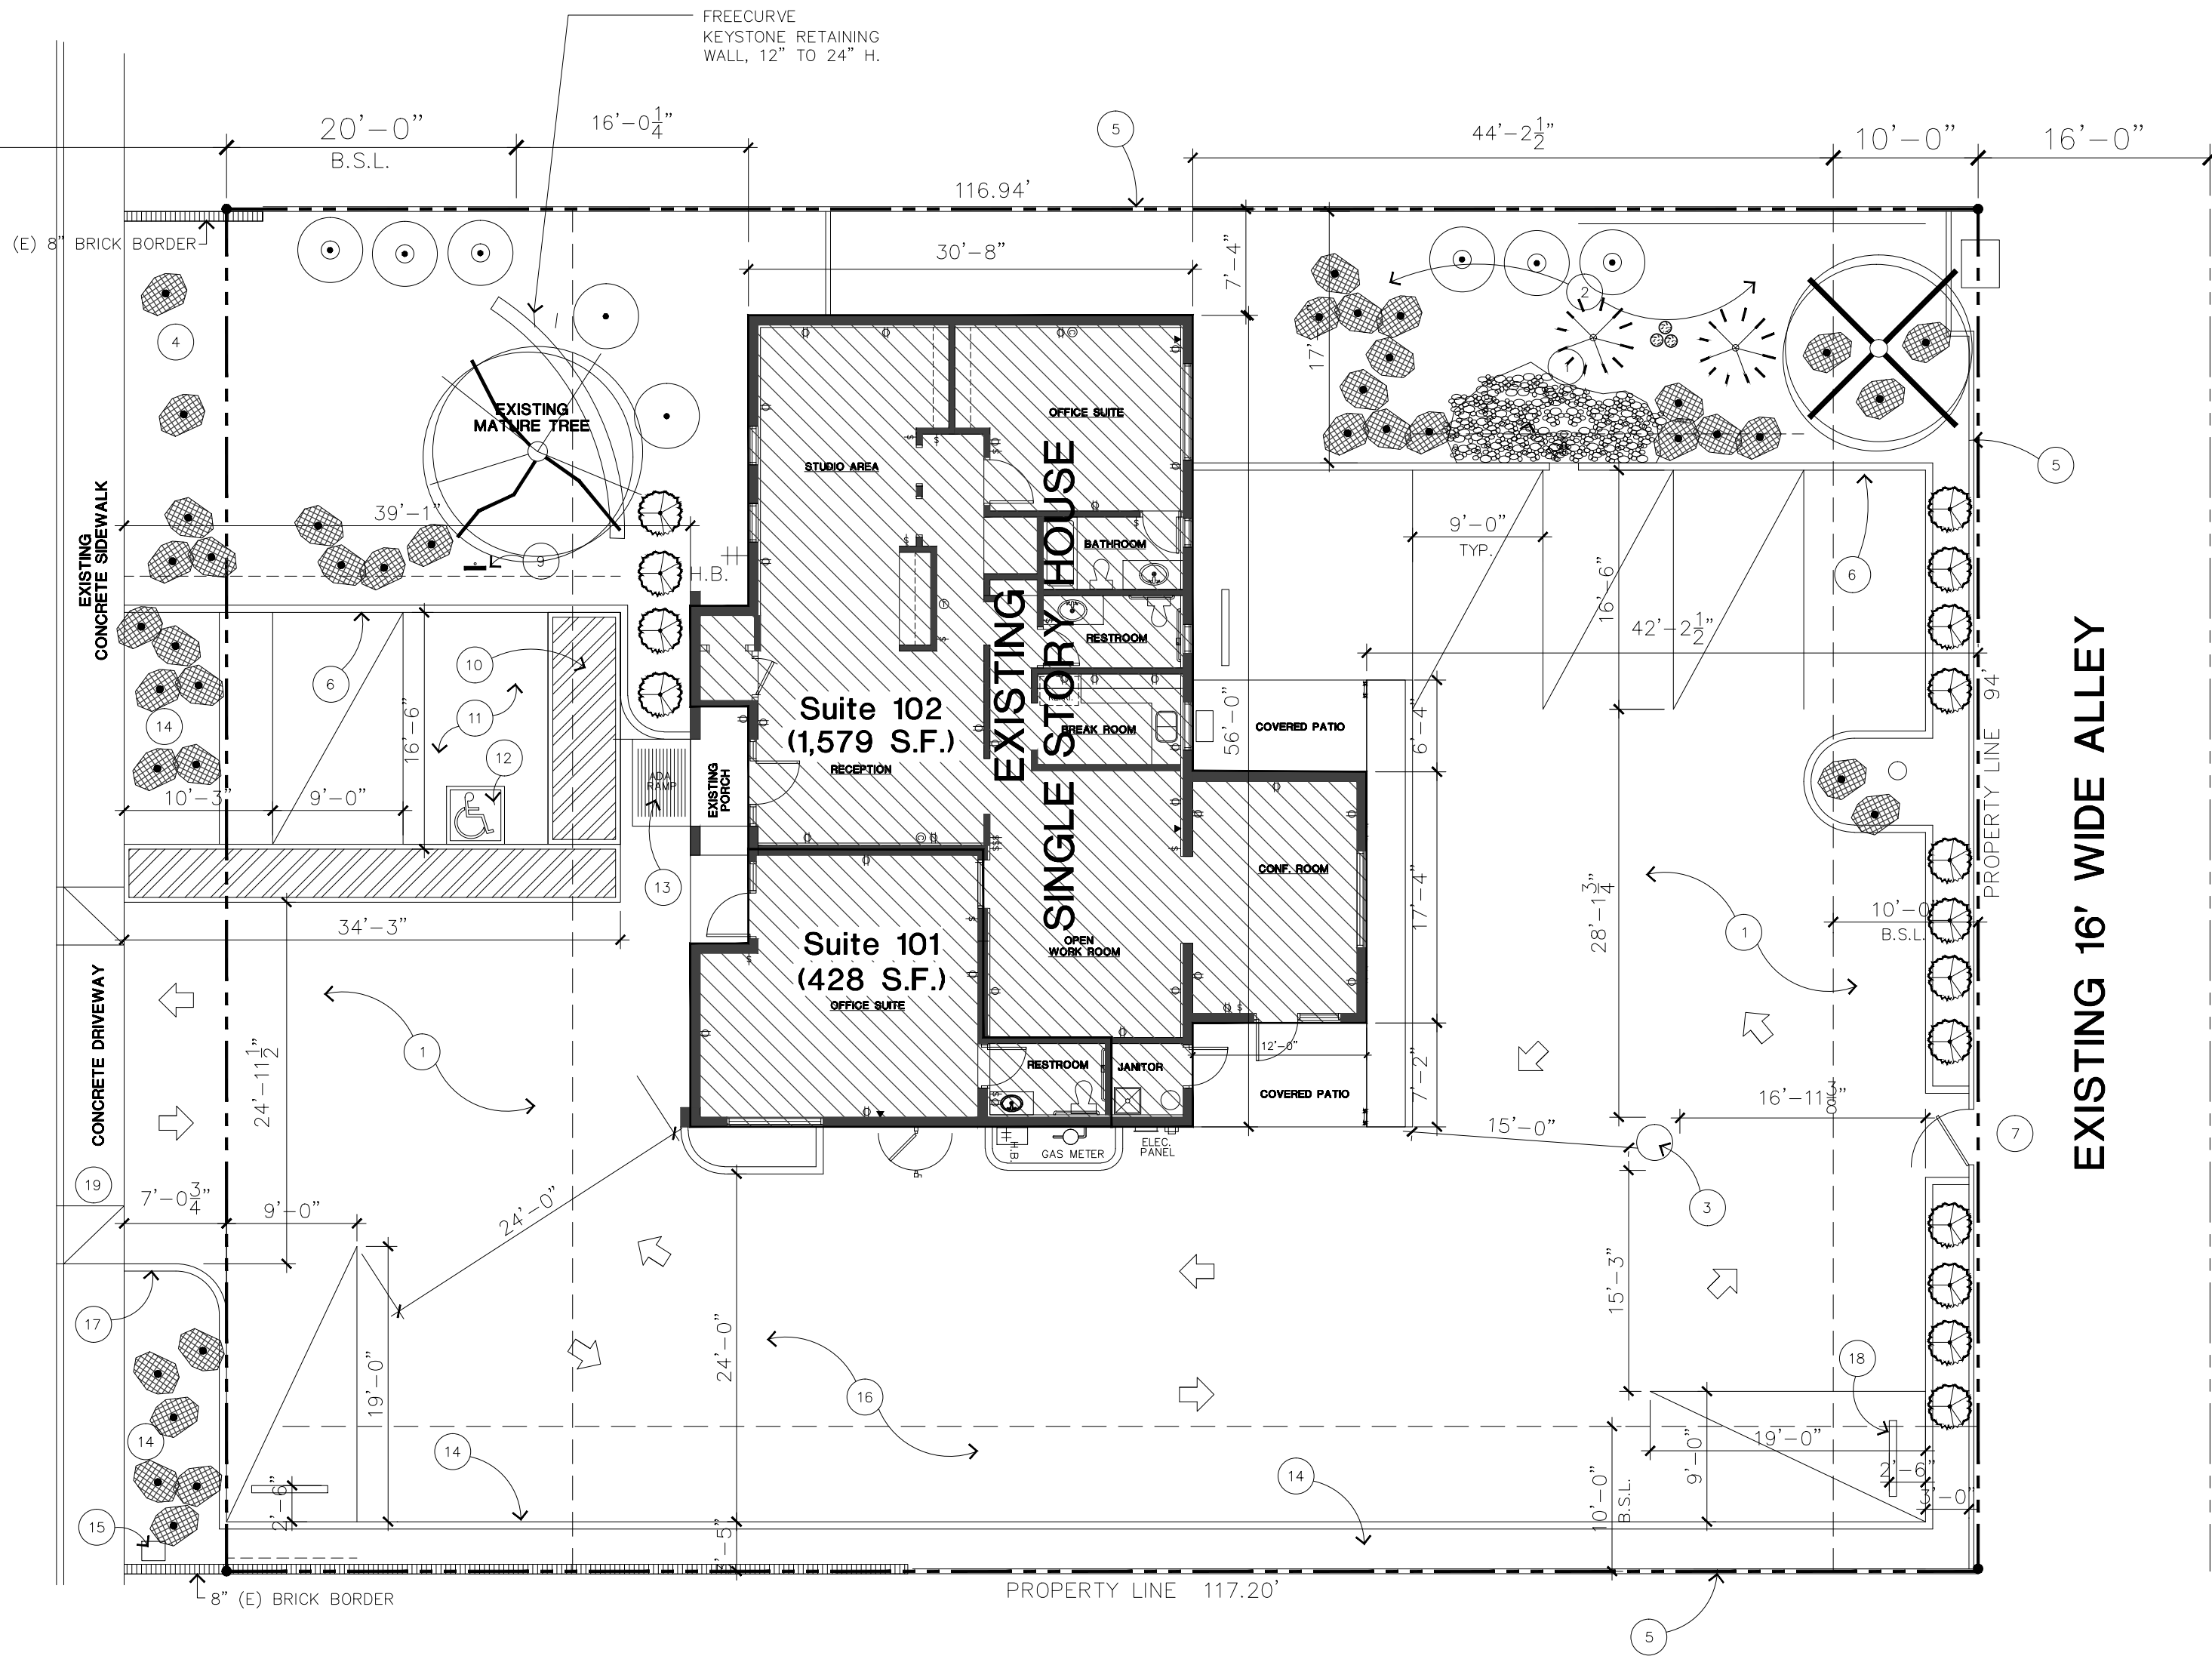 FREECURVE
KEYSTONE RETAINING
WALL, 12" TO 24" H.
20'-0"
B.S.L.
16'-0 1/4"
5
44'-2 1/2"
10'-0"
16'-0"
116.94'
(E) 8" BRICK BORDER
30'-8"
7'-4"
2
4
17'-
1
EXISTING
MATURE TREE
OFFICE SUITE
STUDIO AREA
5
39'-1"
9'-0"
TYP.
16'-6"
EXISTING
CONCRETE SIDEWALK
9
H.B.
BATHROOM
6
RESTROOM
42'-2 1/2"
EXISTING
SINGLE STORY HOUSE
10
6
11
16'-6"
14
12
Suite 102
(1,579 S.F.)
RECEPTION
BREAK ROOM
56'-0"
COVERED PATIO
6'-4"
PROPERTY LINE 94'
EXISTING 16' WIDE ALLEY
10'-3"
9'-0"
ADA
RAMP
EXISTING
PORCH
13
CONF. ROOM
17'-4"
28'-1 3/4"
1
10'-0"
B.S.L.
34'-3"
Suite 101
(428 S.F.)
OFFICE SUITE
OPEN
WORK ROOM
CONCRETE DRIVEWAY
24'-11 1/2"
1
RESTROOM
JANITOR
12'-0"
COVERED PATIO
7'-2"
16'-11 3/8"
15'-0"
7
H.B.
GAS METER
ELEC.
PANEL
19
7'-0 3/4"
9'-0"
24'-0"
3
15'-3"
17
19'-0"
24'-0"
16
18
14
14
14
19'-0"
9'-0"
2'-6"
3'-0"
2'-6"
15
10'-0"
B.S.L.
8" (E) BRICK BORDER
PROPERTY LINE 117.20'
5